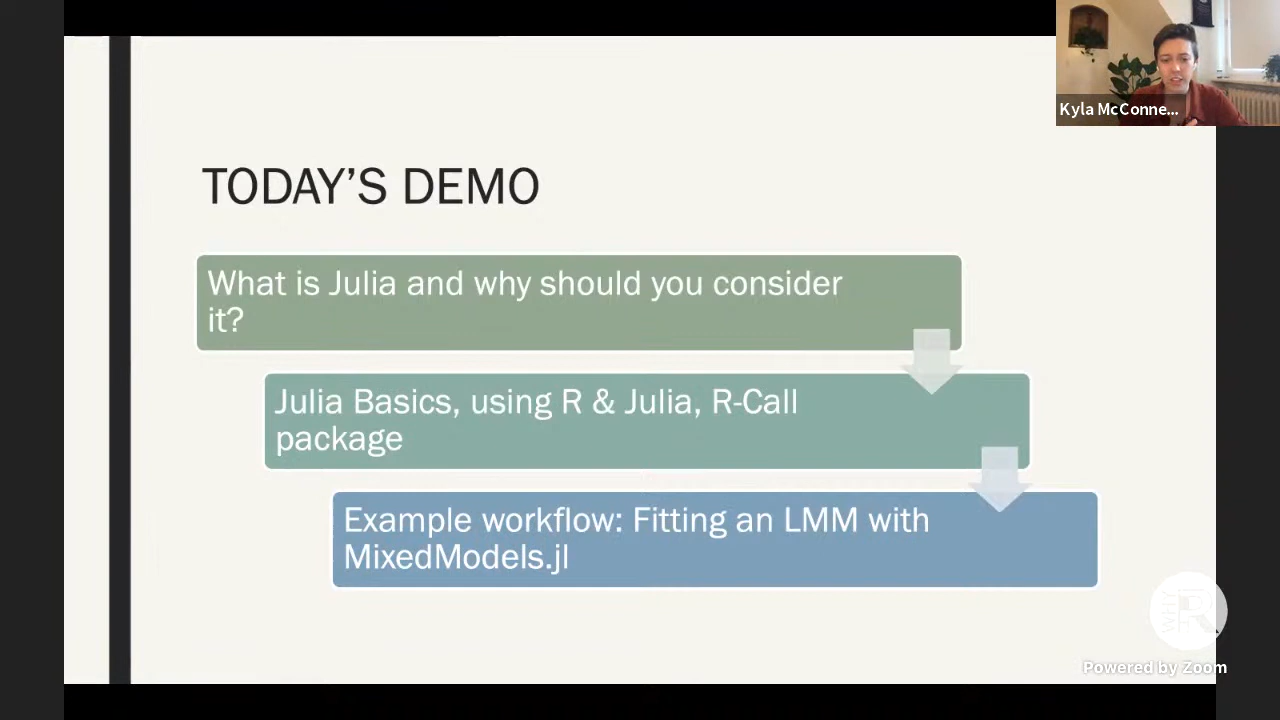 Kyla McConne...
TODAY’S DEMO
What is Julia and why should you consider
it?
Julia Basics, using R & Julia, R-Call
package
Example workflow: Fitting an LMM with
MixedModels.jl
WHY
R
Powered by Zoom